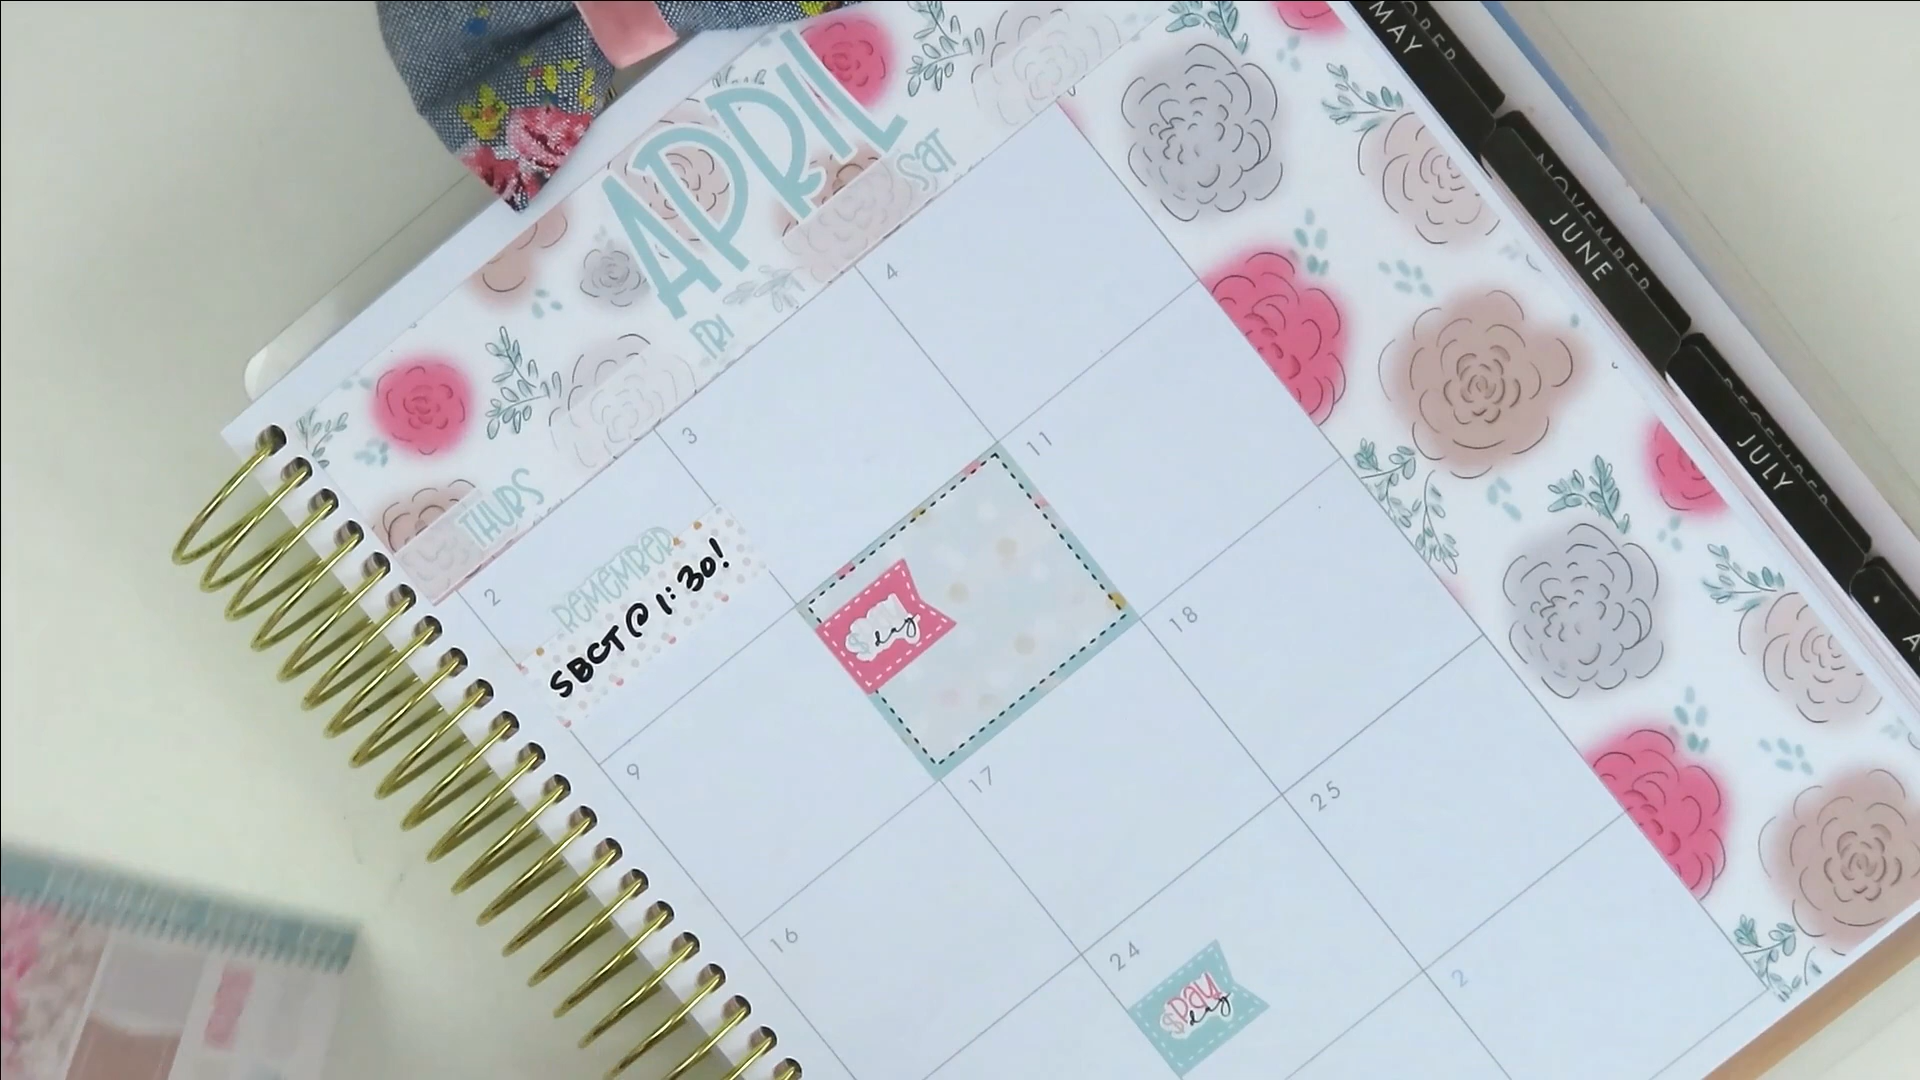 APRIL
THURS
FRI
Sat
2
3
4
REMEMBER
SBCT @ 1:30!
9
11
$pay
day
16
17
18
24
25
$pay
day
2
MAY
NOVEMBER
JUNE
JULY